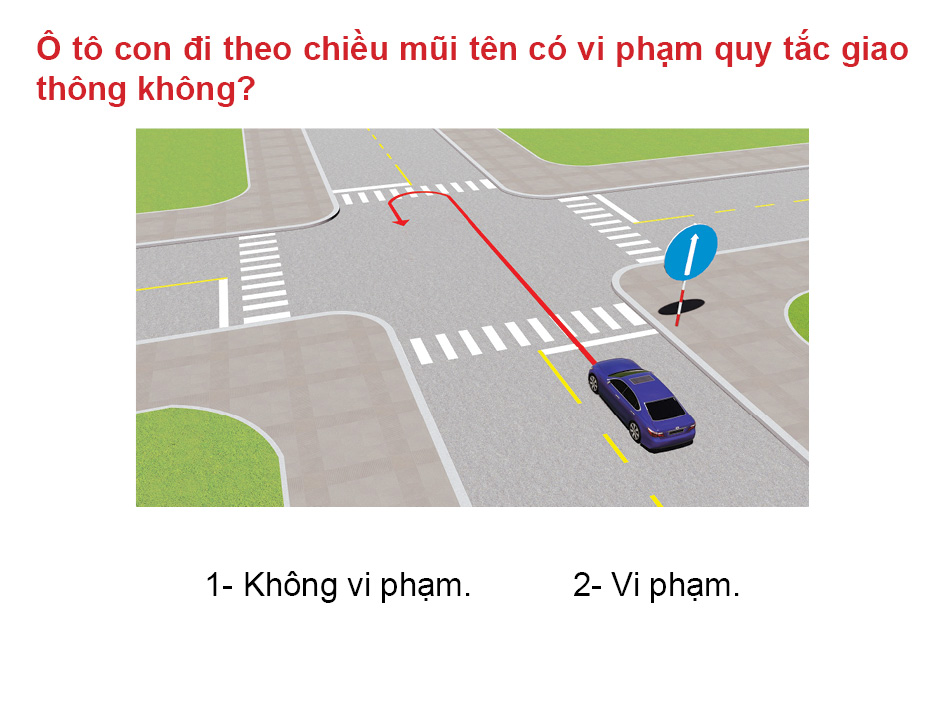 Ô tô con đi theo chiều mũi tên có vi phạm quy tắc giao
thông không?
1- Không vi phạm. 2- Vi phạm.